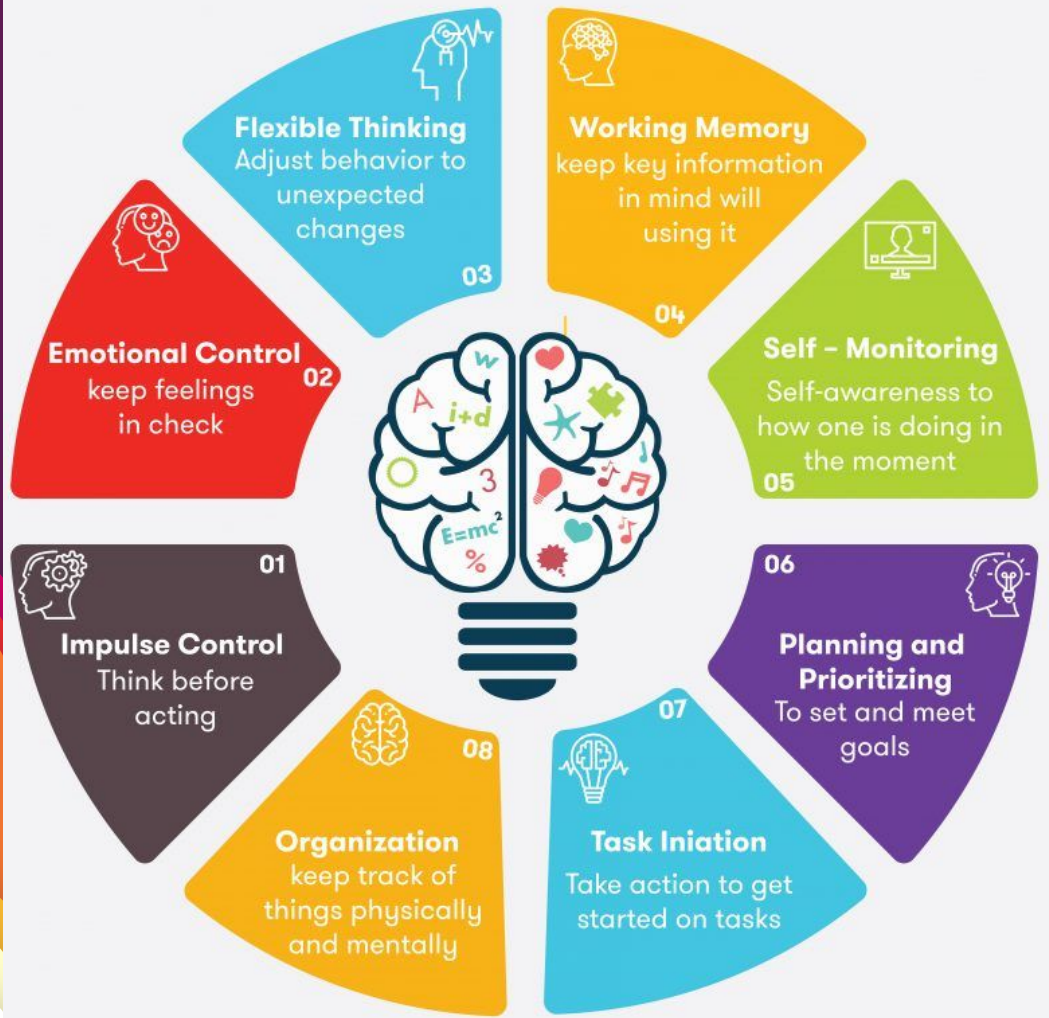 01
Impulse Control
Think before
acting
02
Emotional Control
keep feelings
in check
03
Flexible Thinking
Adjust behavior to
unexpected
changes
04
Working Memory
keep key information
in mind will
using it
05
Self – Monitoring
Self-awareness to
how one is doing in
the moment
06
Planning and
Prioritizing
To set and meet
goals
07
Task Iniation
Take action to get
started on tasks
08
Organization
keep track of
things physically
and mentally
W
A
i+d
3
E=mc²
%